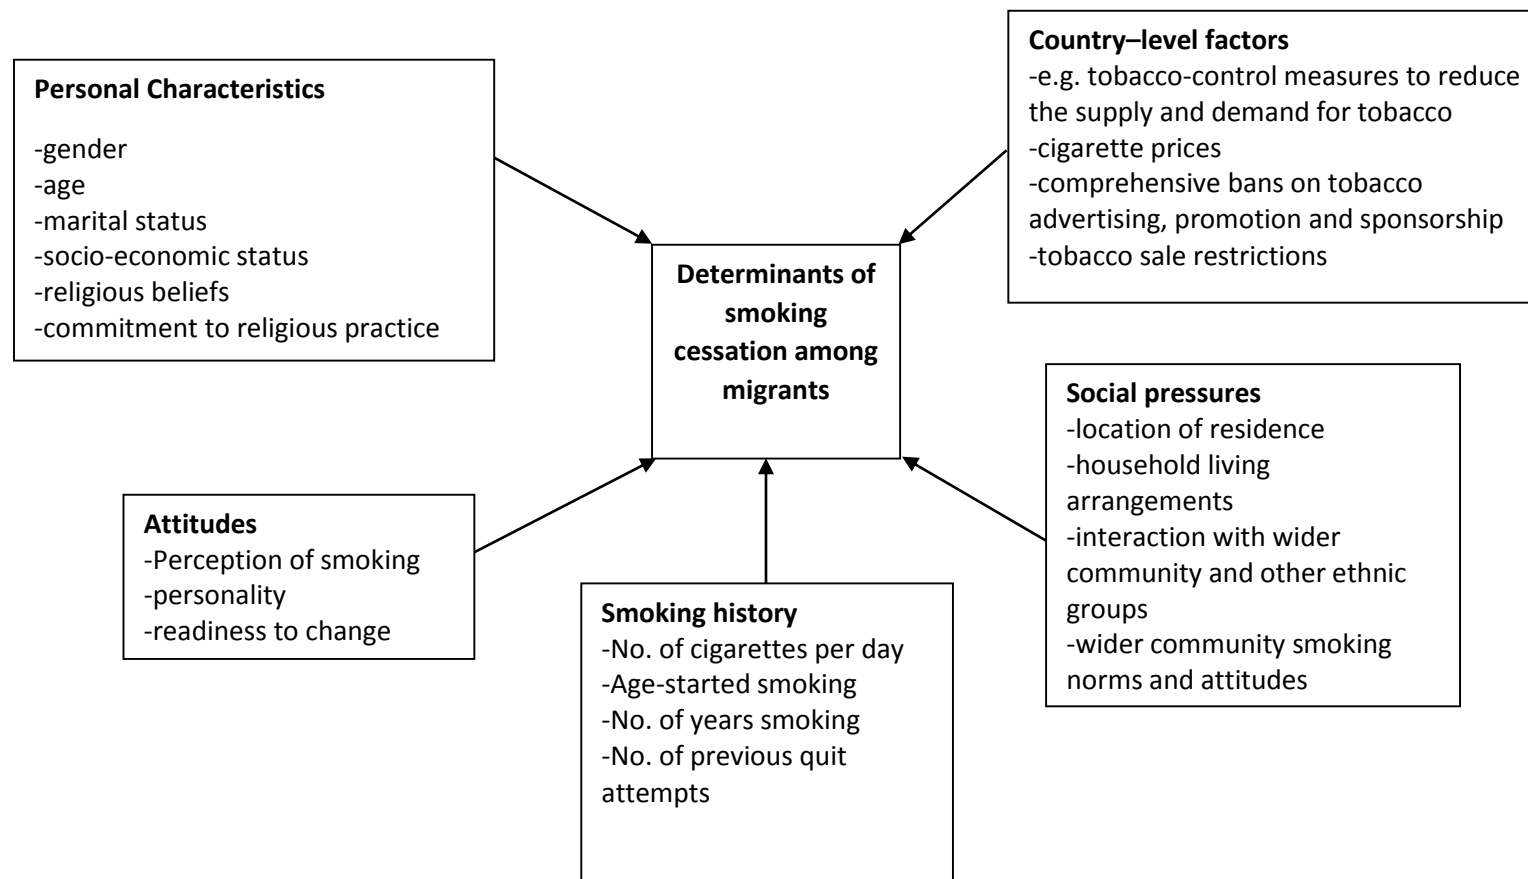 Personal Characteristics
-gender
-age
-marital status
-socio-economic status
-religious beliefs
-commitment to religious practice
Country–level factors
-e.g. tobacco-control measures to reduce
the supply and demand for tobacco
-cigarette prices
-comprehensive bans on tobacco
advertising, promotion and sponsorship
-tobacco sale restrictions
Determinants of
smoking
cessation among
migrants
Attitudes
-Perception of smoking
-personality
-readiness to change
Smoking history
-No. of cigarettes per day
-Age-started smoking
-No. of years smoking
-No. of previous quit
attempts
Social pressures
-location of residence
-household living
arrangements
-interaction with wider
community and other ethnic
groups
-wider community smoking
norms and attitudes